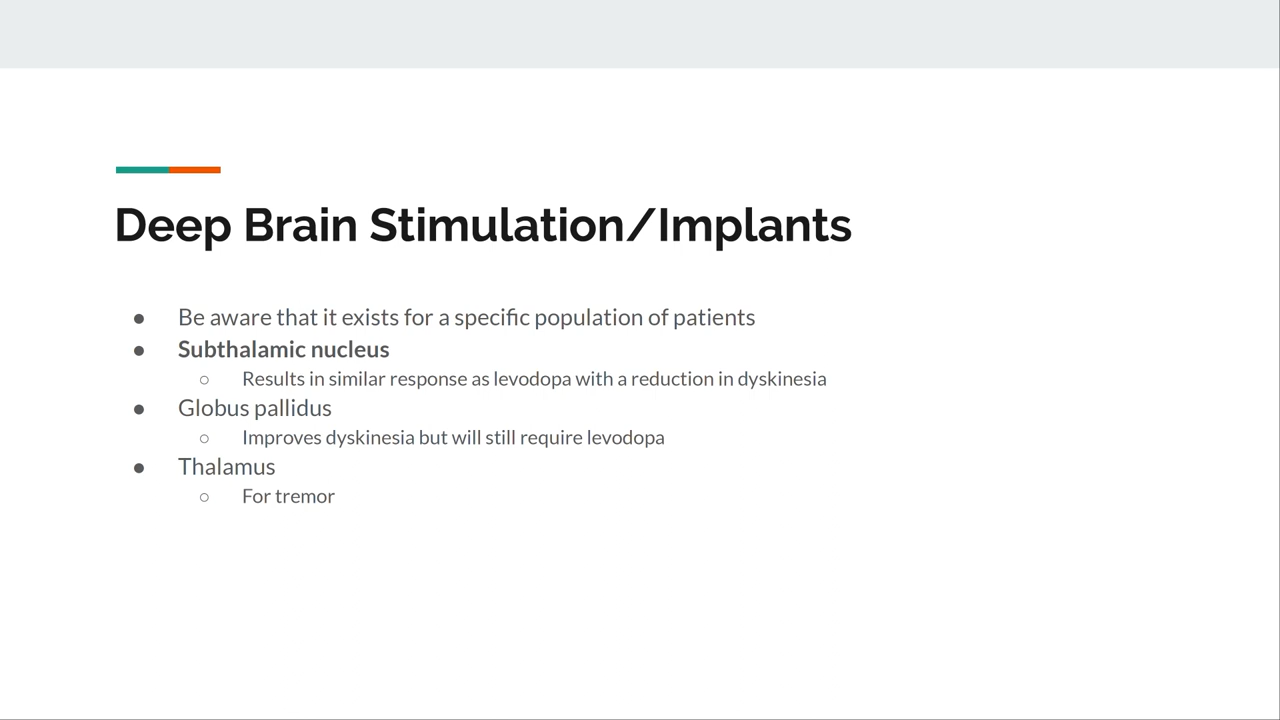 Deep Brain Stimulation/Implants
● Be aware that it exists for a specific population of patients
● Subthalamic nucleus
○ Results in similar response as levodopa with a reduction in dyskinesia
● Globus pallidus
○ Improves dyskinesia but will still require levodopa
● Thalamus
○ For tremor